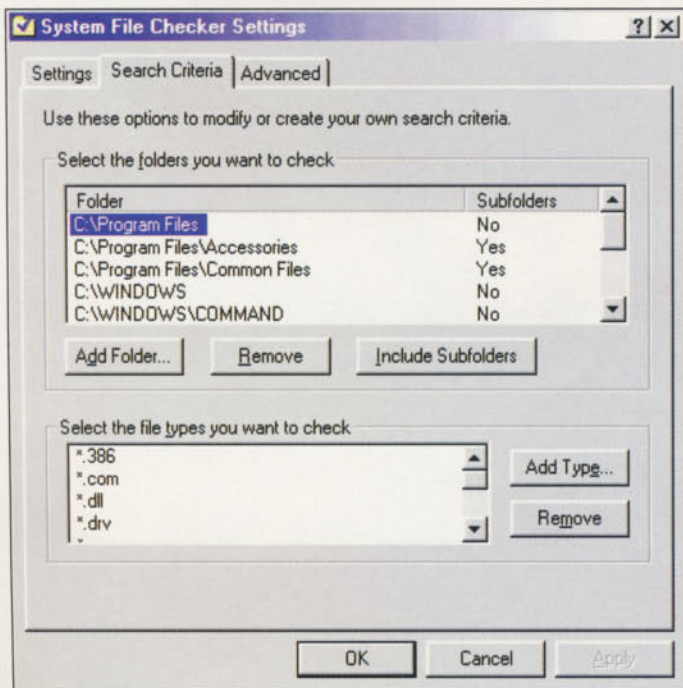 System File Checker Settings
? ×
Settings Search Criteria Advanced
Use these options to modify or create your own search criteria.
Select the folders you want to check
Folder Subfolders
C:\Program Files No
C:\Program Files\Accessories Yes
C:\Program Files\Common Files Yes
C:\WINDOWS No
C:\WINDOWS\COMMAND No
Add Folder... Remove Include Subfolders
Select the file types you want to check
*.386
*.com
*.dll
*.drv
Add Type...
Remove
OK Cancel Apply